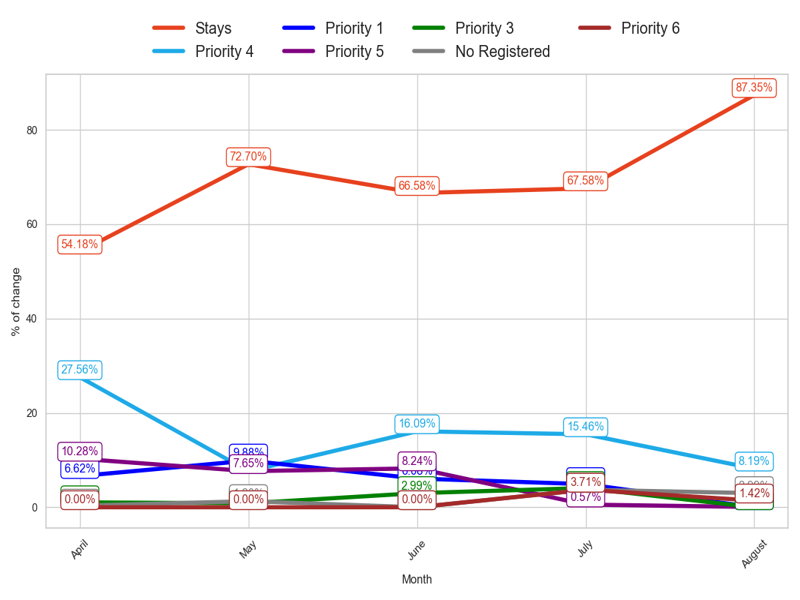 Stays Priority 1 Priority 3 Priority 6
Priority 4 Priority 5 No Registered
87.35%
80
72.70%
66.58%
67.58%
60
54.18%
% of change
40
27.56%
20
16.09%
15.46%
10.28%
9.88%
8.24%
8.19%
6.62%
7.65%
2.99%
3.71%
1.42%
0.57%
0
0.00%
0.00%
0.00%
April
May
June
July
August
Month